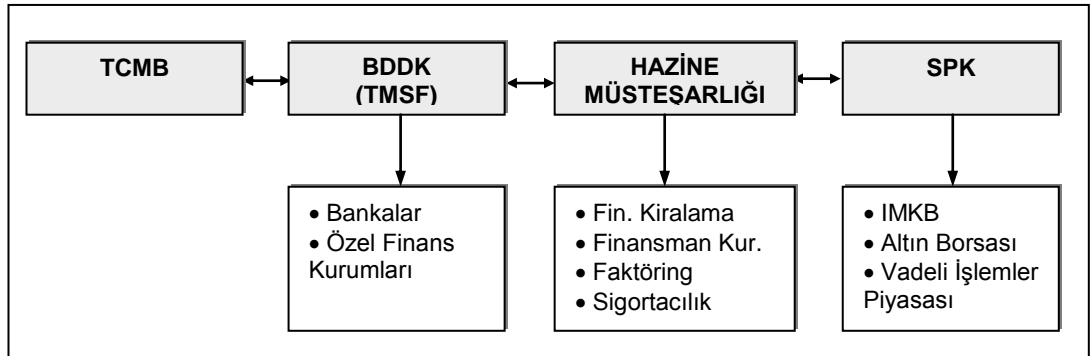 TCMB
BDDK
(TMSF)
HAZİNE
MÜSTEŞARLIĞI
SPK
• Bankalar
• Özel Finans
Kurumları
• Fin. Kiralama
• Finansman Kur.
• Faktöring
• Sigortacılık
• IMKB
• Altın Borsası
• Vadeli İşlemler
Piyasası